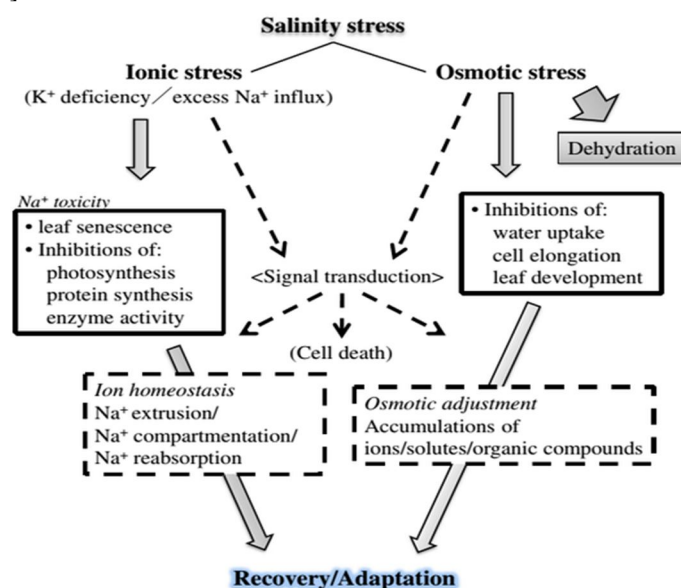 Salinity stress
Ionic stress
Osmotic stress
(K⁺ deficiency／excess Na⁺ influx)
Dehydration
Na⁺ toxicity
• leaf senescence
• Inhibitions of:
photosynthesis
protein synthesis
enzyme activity
• Inhibitions of:
water uptake
cell elongation
leaf development
<Signal transduction>
(Cell death)
Ion homeostasis
Na⁺ extrusion/
Na⁺ compartmentation/
Na⁺ reabsorption
Osmotic adjustment
Accumulations of
ions/solutes/organic compounds
Recovery/Adaptation